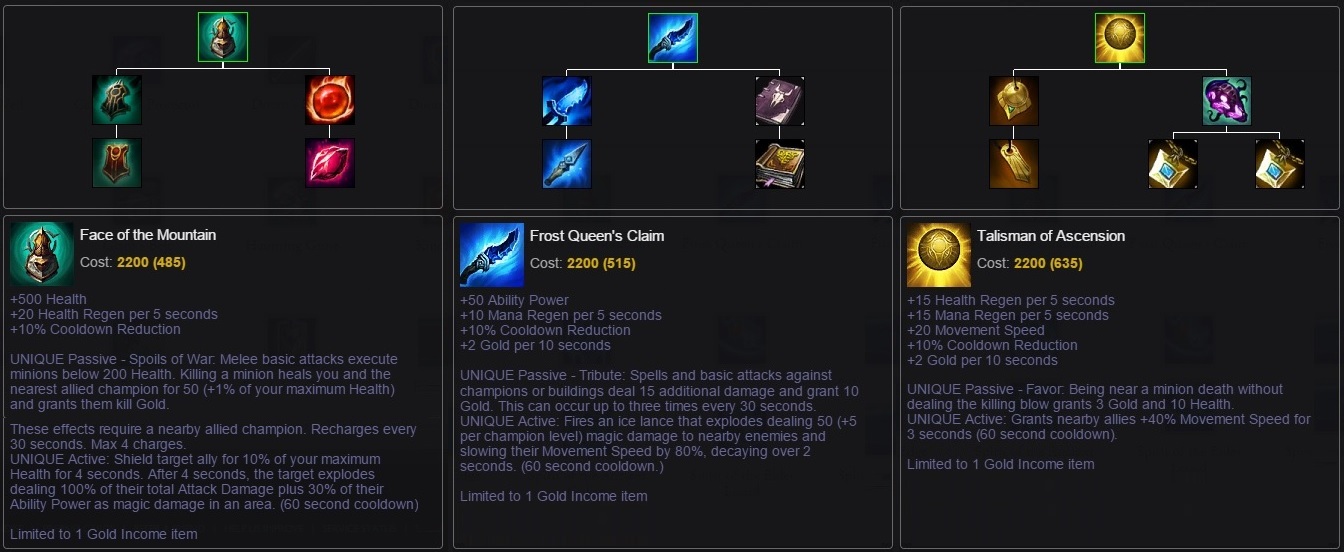 Face of the Mountain
Cost: 2200 (485)
+500 Health
+20 Health Regen per 5 seconds
+10% Cooldown Reduction
UNIQUE Passive - Spoils of War: Melee basic attacks execute
minions below 200 Health. Killing a minion heals you and the
nearest allied champion for 50 (+1% of your maximum Health)
and grants them kill Gold.
These effects require a nearby allied champion. Recharges every
30 seconds. Max 4 charges.
UNIQUE Active: Shield target ally for 10% of your maximum
Health for 4 seconds. After 4 seconds, the target explodes
dealing 100% of their total Attack Damage plus 30% of their
Ability Power as magic damage in an area. (60 second cooldown)
Limited to 1 Gold Income item
Frost Queen's Claim
Cost: 2200 (515)
+50 Ability Power
+10 Mana Regen per 5 seconds
+10% Cooldown Reduction
+2 Gold per 10 seconds
UNIQUE Passive - Tribute: Spells and basic attacks against
champions or buildings deal 15 additional damage and grant 10
Gold. This can occur up to three times every 30 seconds.
UNIQUE Active: Fires an ice lance that explodes dealing 50 (+5
per champion level) magic damage to nearby enemies and
slowing their Movement Speed by 80%, decaying over 2
seconds. (60 second cooldown.)
Limited to 1 Gold Income item
Talisman of Ascension
Cost: 2200 (635)
+15 Health Regen per 5 seconds
+15 Mana Regen per 5 seconds
+20 Movement Speed
+10% Cooldown Reduction
+2 Gold per 10 seconds
UNIQUE Passive - Favor: Being near a minion death without
dealing the killing blow grants 3 Gold and 10 Health.
UNIQUE Active: Grants nearby allies +40% Movement Speed for
3 seconds (60 second cooldown).
Limited to 1 Gold Income item